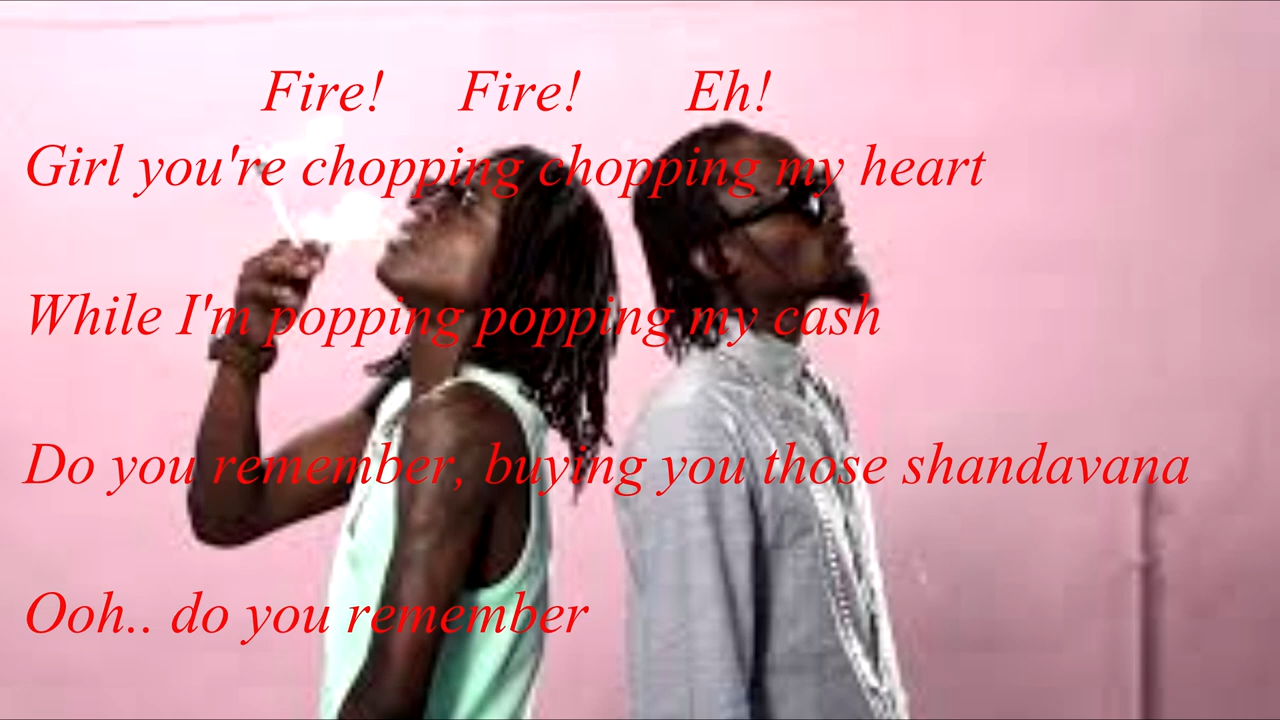 Fire! Fire! Eh!
Girl you're chopping chopping my heart
While I'm popping popping my cash
Do you remember, buying you those shandavana
Ooh.. do you remember